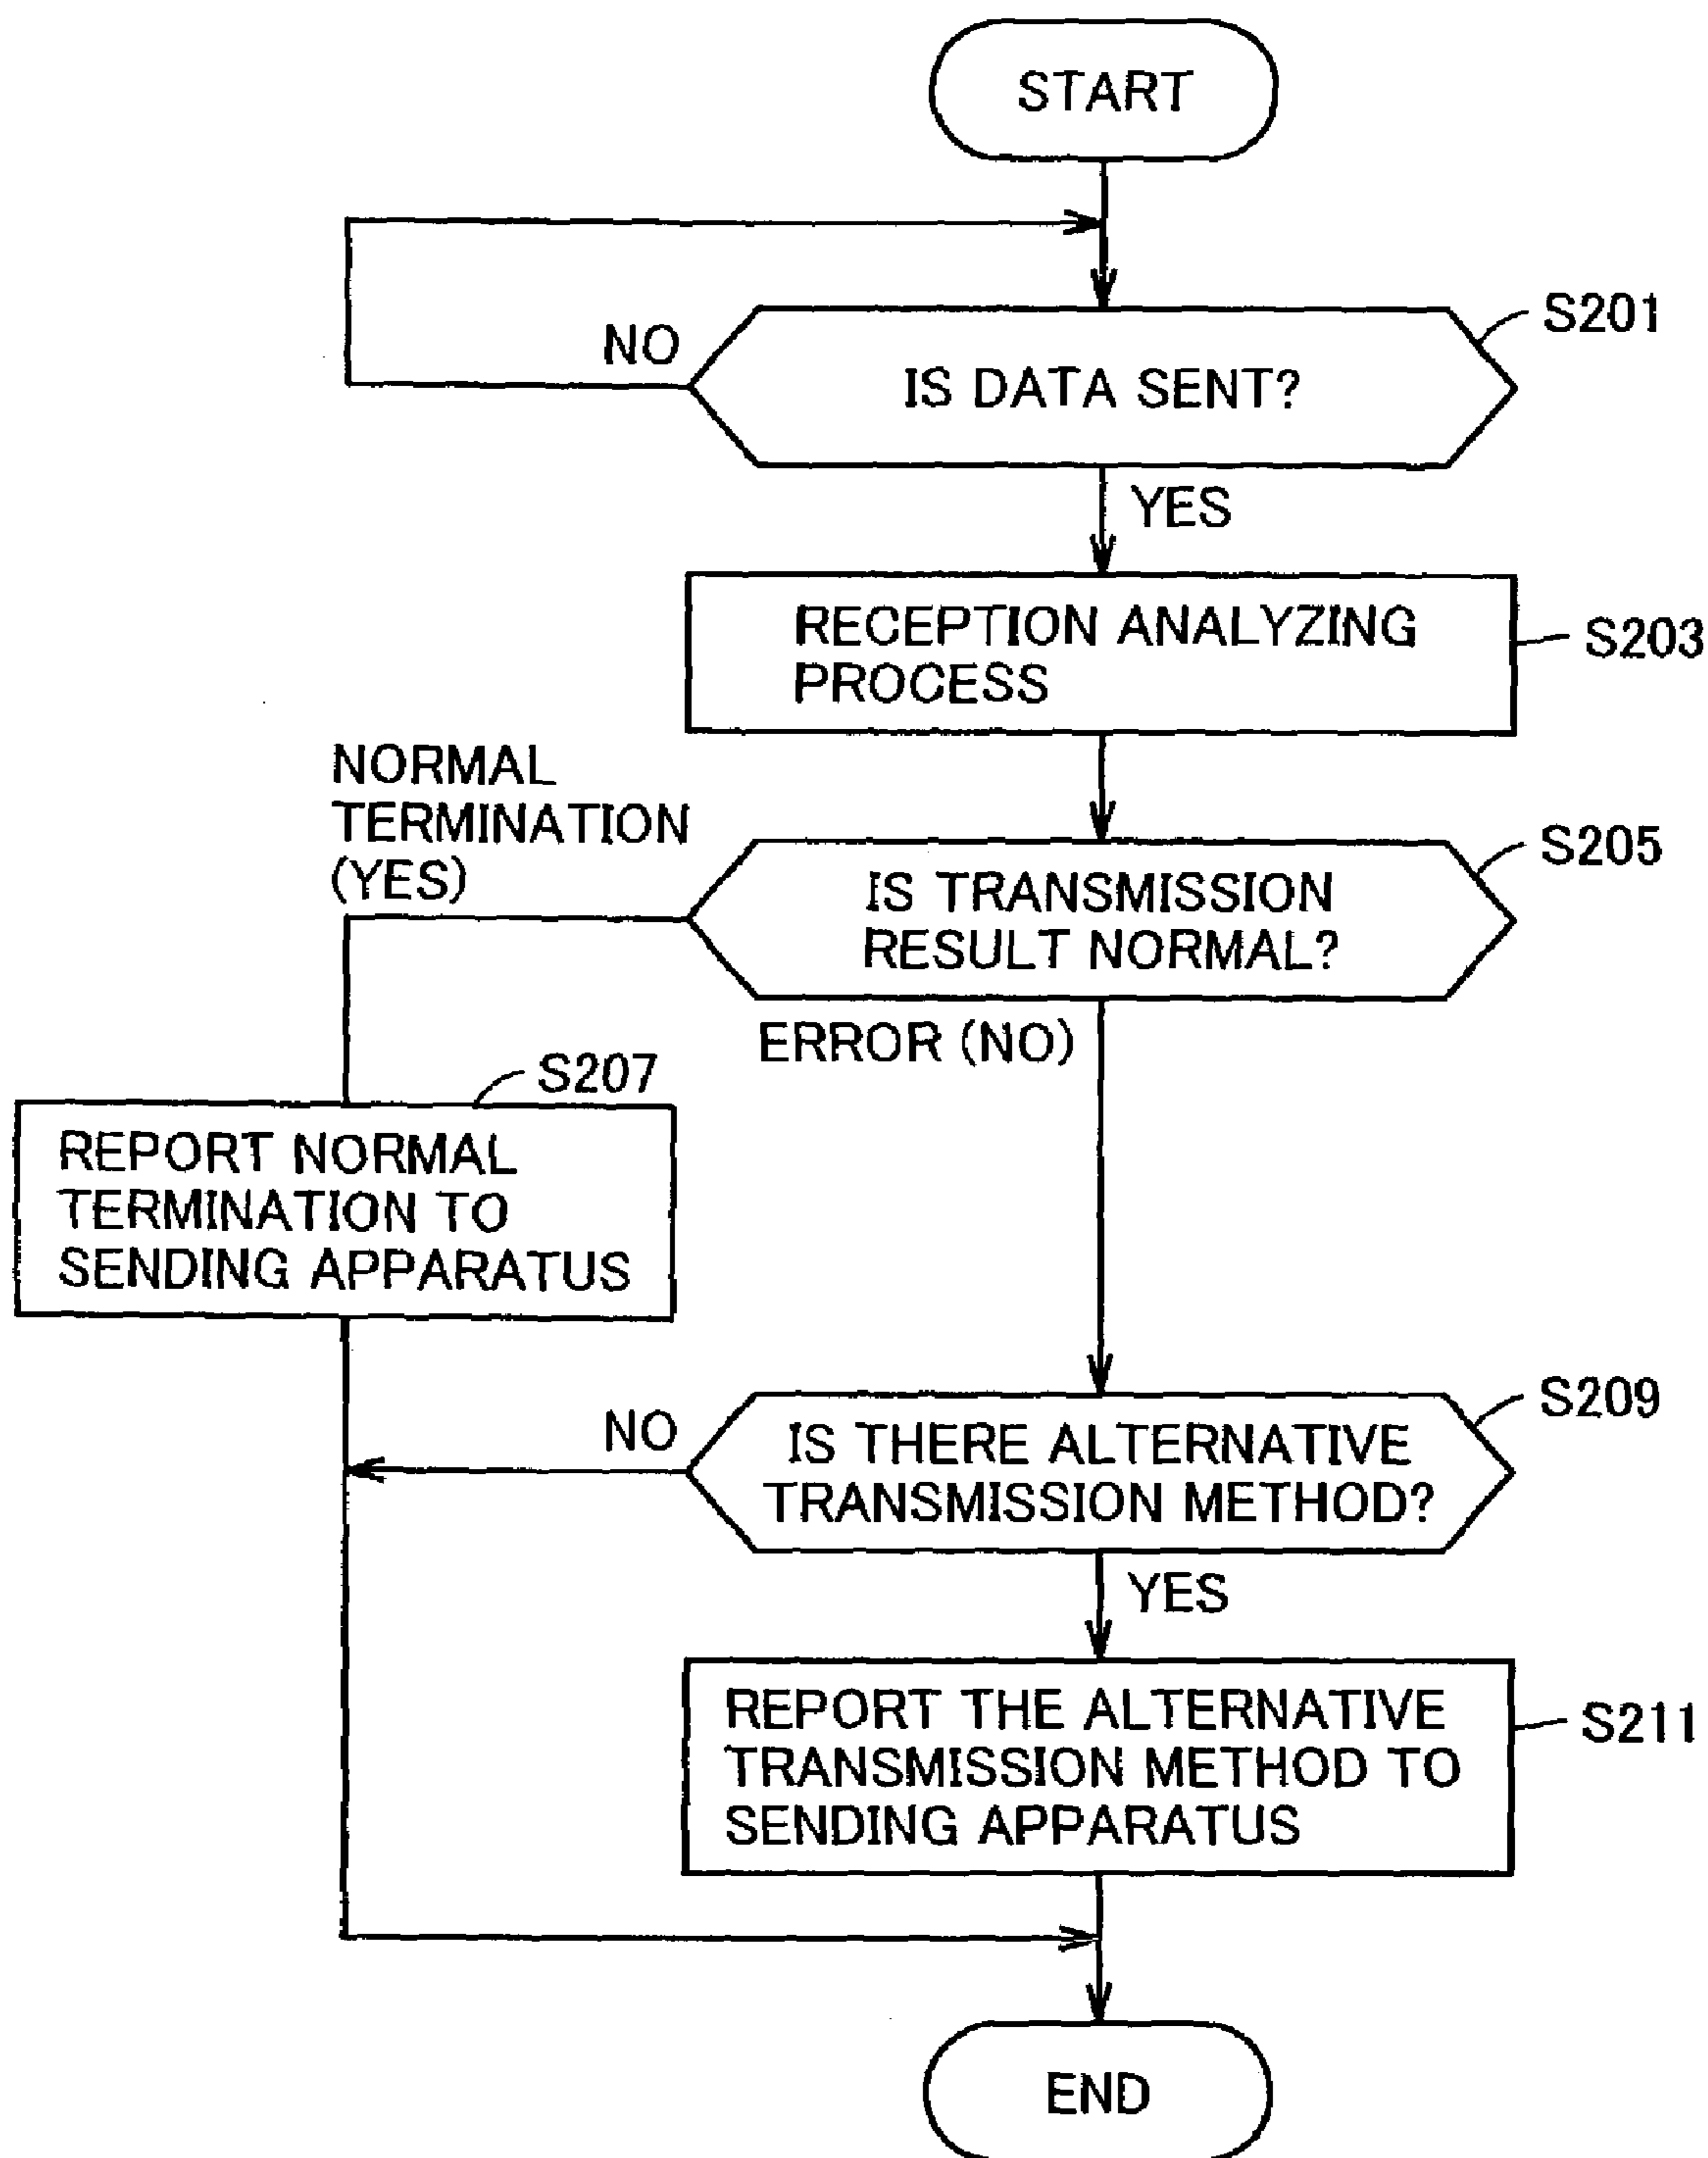 START
S201
NO
IS DATA SENT?
YES
RECEPTION ANALYZING
PROCESS
S203
NORMAL
TERMINATION
(YES)
S205
IS TRANSMISSION
RESULT NORMAL?
ERROR (NO)
S207
REPORT NORMAL
TERMINATION TO
SENDING APPARATUS
S209
NO
IS THERE ALTERNATIVE
TRANSMISSION METHOD?
YES
REPORT THE ALTERNATIVE
TRANSMISSION METHOD TO
SENDING APPARATUS
S211
END